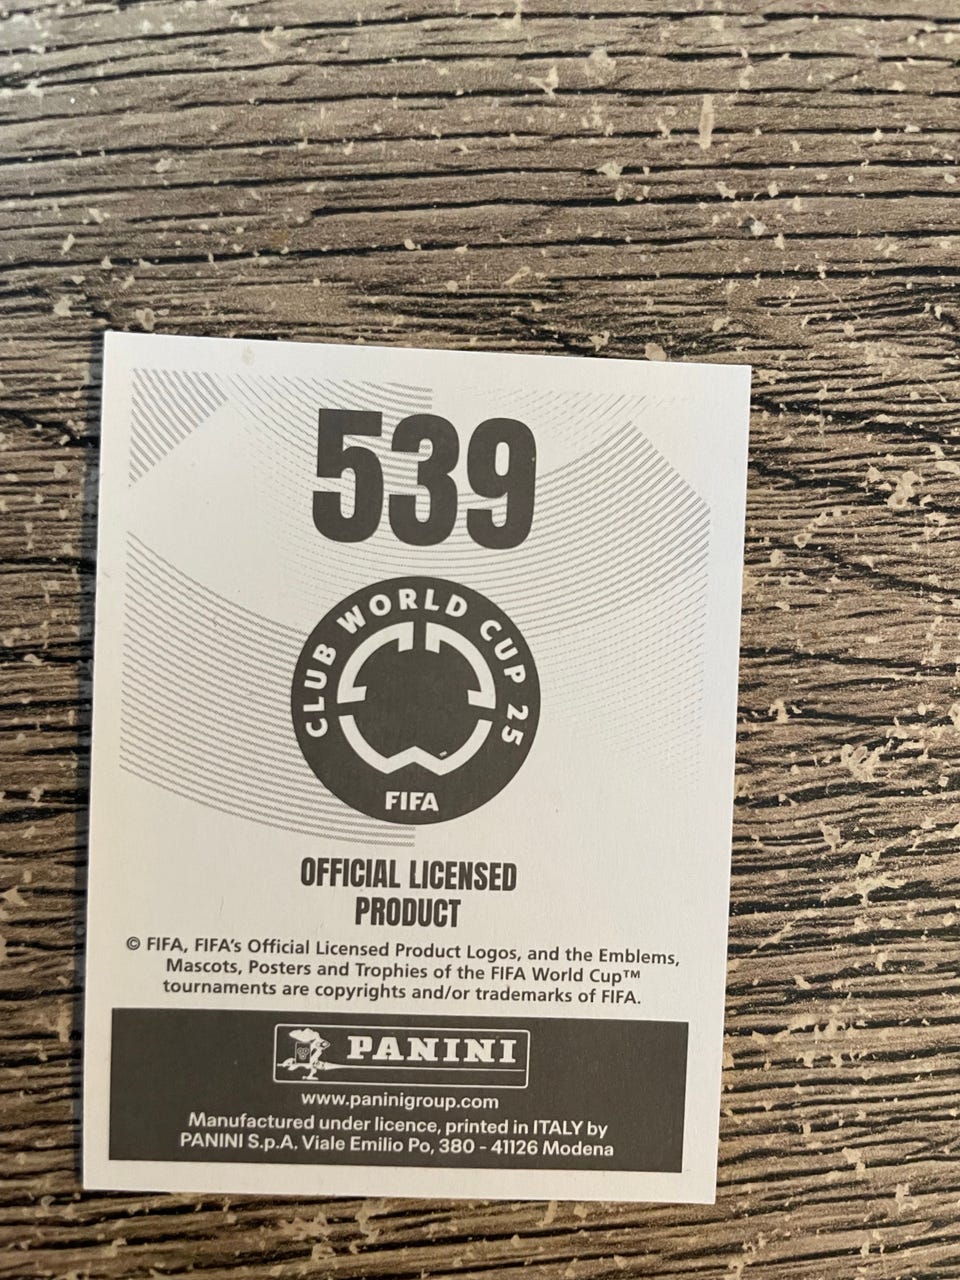 539
CLUB WORLD CUP 25
FIFA
OFFICIAL LICENSED
PRODUCT
© FIFA, FIFA's Official Licensed Product Logos, and the Emblems,
Mascots, Posters and Trophies of the FIFA World Cup™
tournaments are copyrights and/or trademarks of FIFA.
PANINI
www.paninigroup.com
Manufactured under licence, printed in ITALY by
PANINI S.p.A. Viale Emilio Po, 380 - 41126 Modena